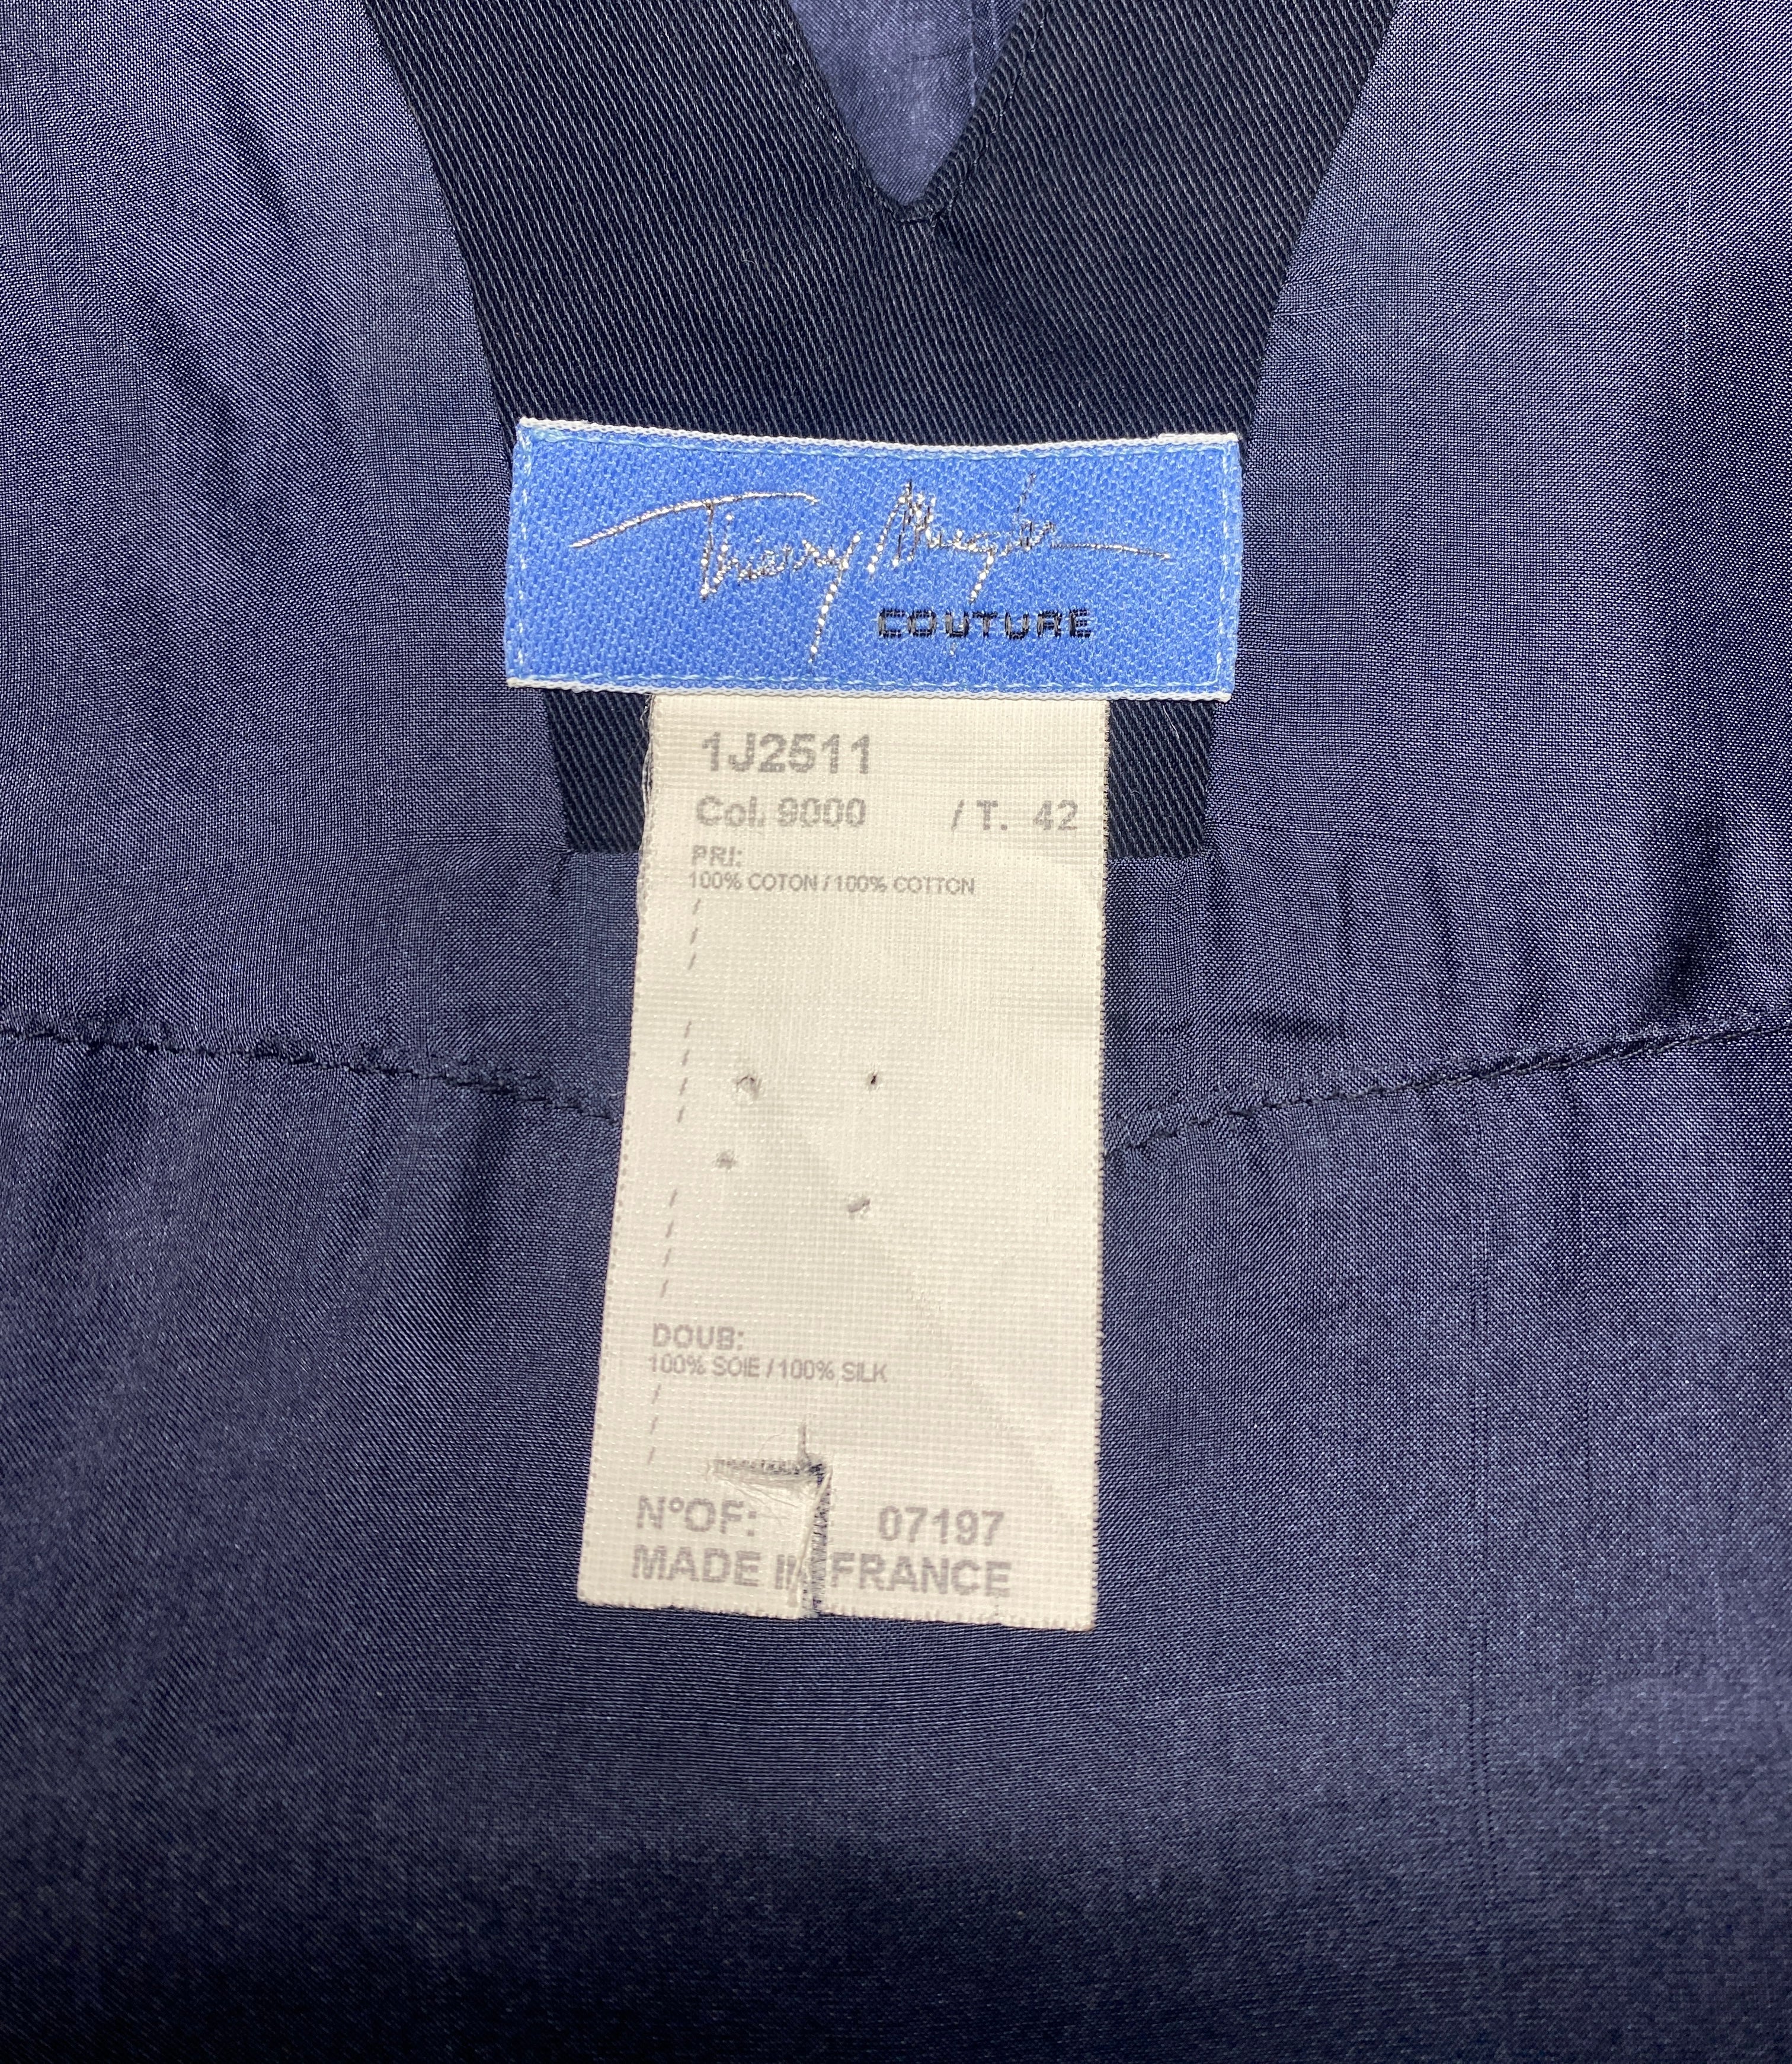 Thierry Mugler
COUTURE
1J2511
Col. 9000 / T. 42
PRI:
100% COTON / 100% COTTON
DOUB:
100% SOIE / 100% SILK
N°OF: 07197
MADE IN FRANCE